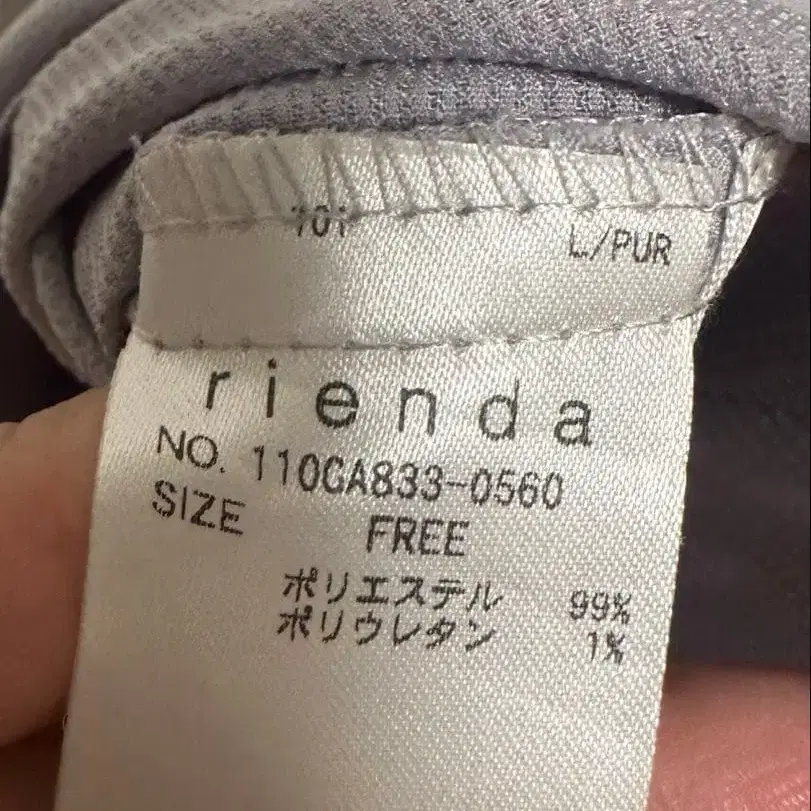 101 L/PUR
rienda
NO. 110GA833-0560
SIZE FREE
ポリエステル 99%
ポリウレタン 1%